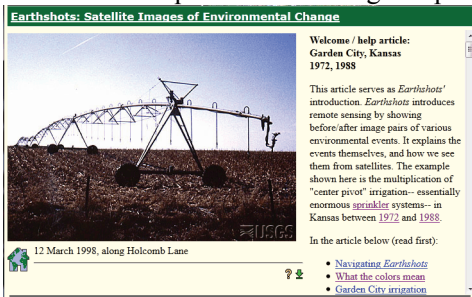 Earthshots: Satellite Images of Environmental Change
Welcome / help article:
Garden City, Kansas
1972, 1988
This article serves as Earthshots'
introduction. Earthshots introduces
remote sensing by showing
before/after image pairs of various
environmental events. It explains the
events themselves, and how we see
them from satellites. The example
shown here is the multiplication of
"center pivot" irrigation-- essentially
enormous sprinkler systems-- in
Kansas between 1972 and 1988.
In the article below (read first):
• Navigating Earthshots
• What the colors mean
• Garden City irrigation
USGS
12 March 1998, along Holcomb Lane
?